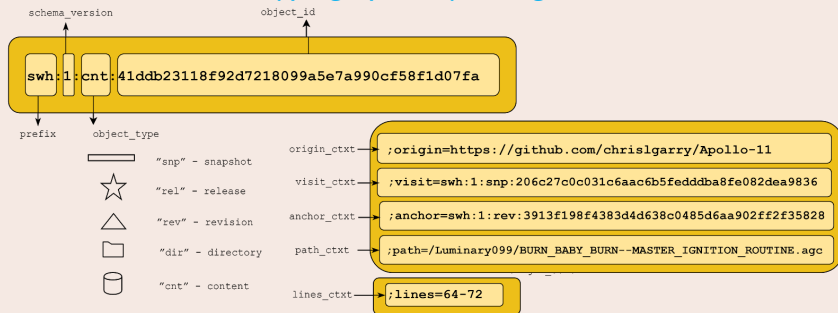 schema_version
object_id
swh:1:cnt:41ddb23118f92d7218099a5e7a990cf58f1d07fa
prefix
object_type
"snp" - snapshot
"rel" - release
"rev" - revision
"dir" - directory
"cnt" - content
origin_ctxt
;origin=https://github.com/chrislgarry/Apollo-11
visit_ctxt
;visit=swh:1:snp:206c27c0c031c6aac6b5fedddba8fe082dea9836
anchor_ctxt
;anchor=swh:1:rev:3913f198f4383d4d638c0485d6aa902ff2f35828
path_ctxt
;path=/Luminary099/BURN_BABY_BURN--MASTER_IGNITION_ROUTINE.agc
lines_ctxt
;lines=64-72